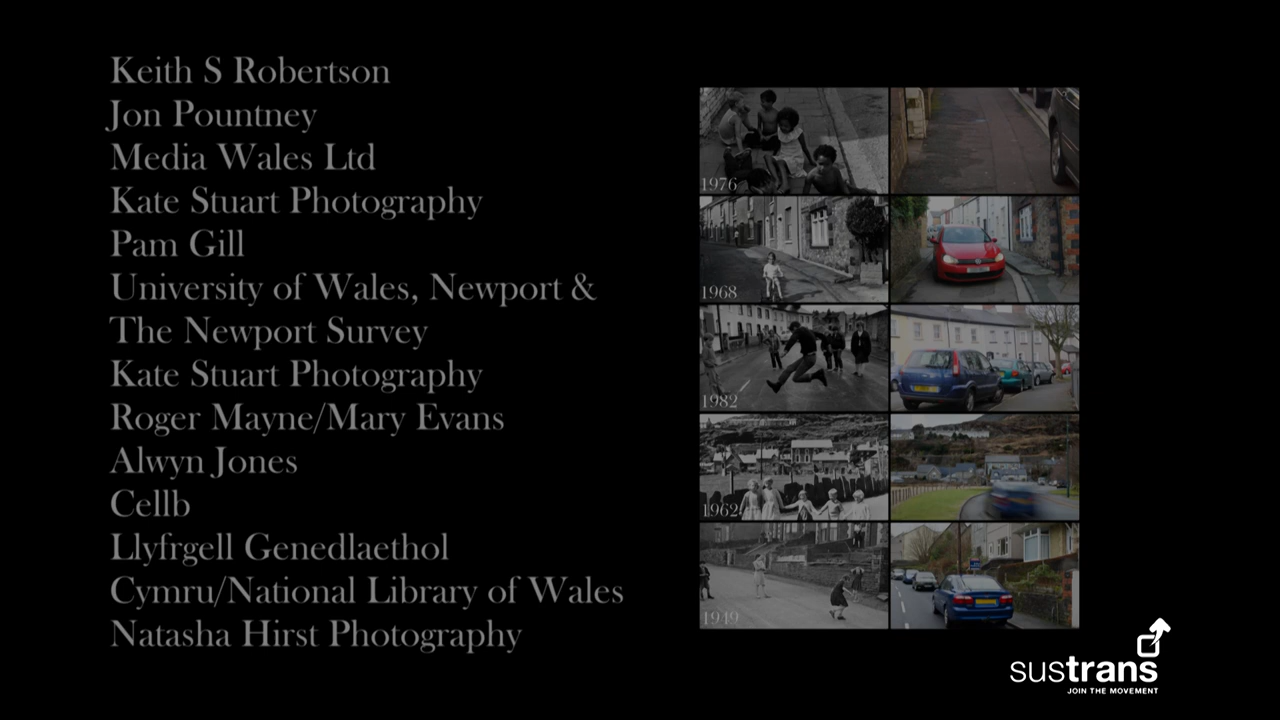 Keith S Robertson
Jon Pountney
Media Wales Ltd
Kate Stuart Photography
Pam Gill
University of Wales, Newport &
The Newport Survey
Kate Stuart Photography
Roger Mayne/Mary Evans
Alwyn Jones
Cellb
Llyfrgell Genedlaethol
Cymru/National Library of Wales
Natasha Hirst Photography
1976
1968
1982
1962
1949
sustrans
JOIN THE MOVEMENT